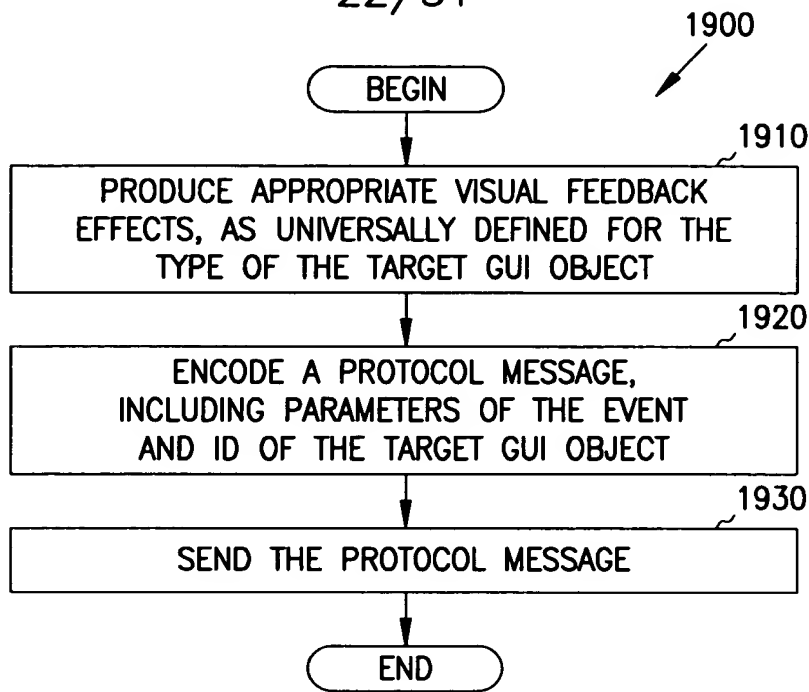 1900
BEGIN
1910
PRODUCE APPROPRIATE VISUAL FEEDBACK
EFFECTS, AS UNIVERSALLY DEFINED FOR THE
TYPE OF THE TARGET GUI OBJECT
1920
ENCODE A PROTOCOL MESSAGE,
INCLUDING PARAMETERS OF THE EVENT
AND ID OF THE TARGET GUI OBJECT
1930
SEND THE PROTOCOL MESSAGE
END